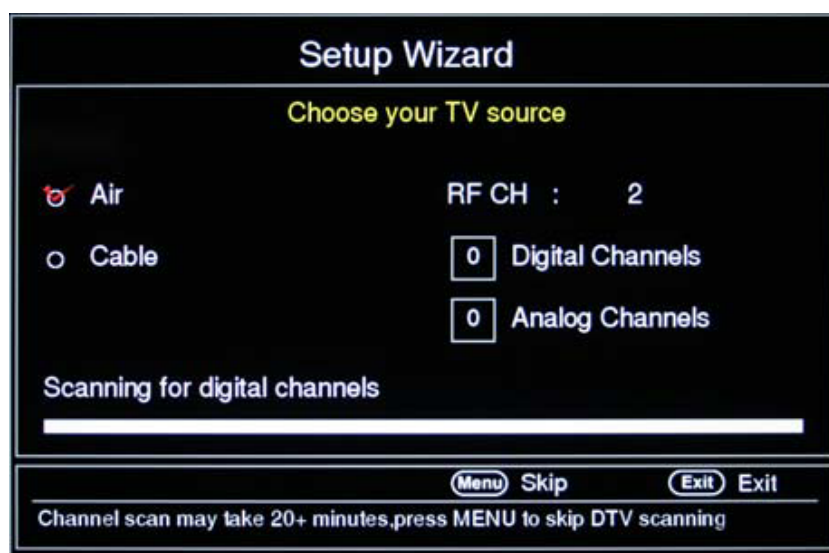 Setup Wizard
Choose your TV source
Air
RF CH : 2
Cable
0 Digital Channels
0 Analog Channels
Scanning for digital channels
Menu Skip Exit Exit
Channel scan may take 20+ minutes,press MENU to skip DTV scanning